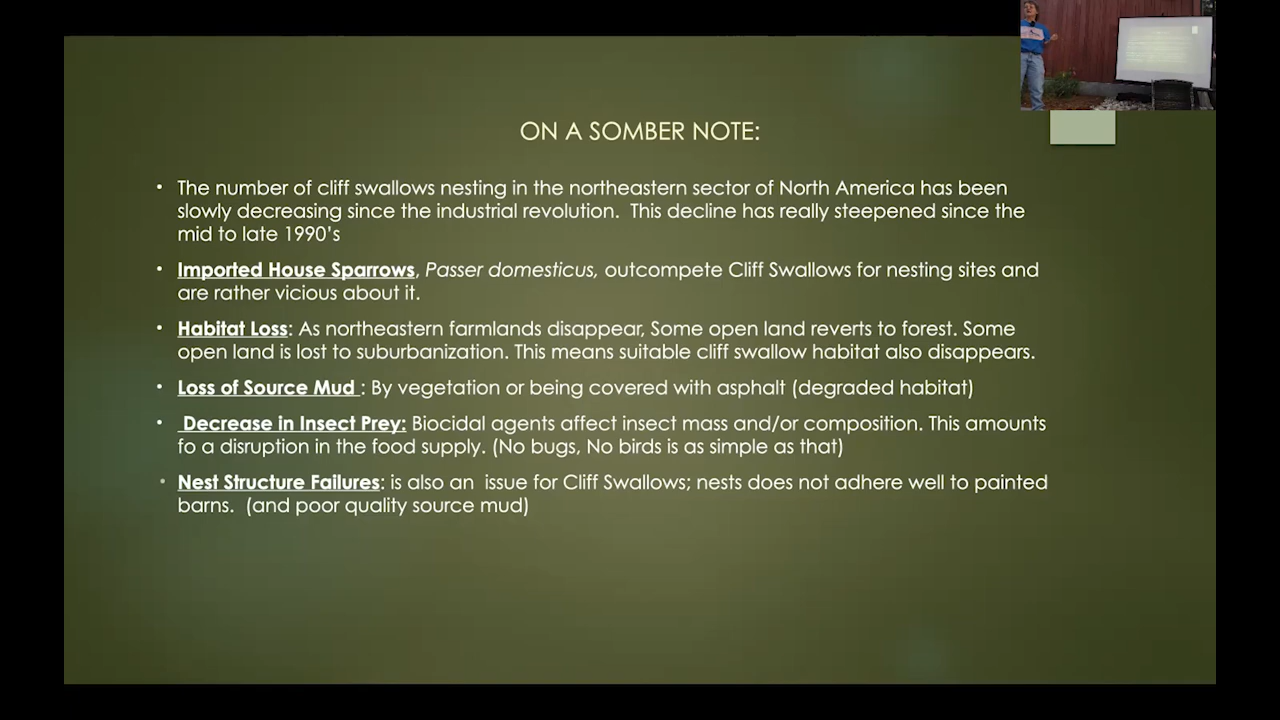 ON A SOMBER NOTE:
• The number of cliff swallows nesting in the northeastern sector of North America has been
slowly decreasing since the industrial revolution.  This decline has really steepened since the
mid to late 1990's
• Imported House Sparrows, Passer domesticus, outcompete Cliff Swallows for nesting sites and
are rather vicious about it.
• Habitat Loss: As northeastern farmlands disappear, Some open land reverts to forest. Some
open land is lost to suburbanization. This means suitable cliff swallow habitat also disappears.
• Loss of Source Mud : By vegetation or being covered with asphalt (degraded habitat)
• Decrease in Insect Prey: Biocidal agents affect insect mass and/or composition. This amounts
fo a disruption in the food supply. (No bugs, No birds is as simple as that)
• Nest Structure Failures: is also an  issue for Cliff Swallows; nests does not adhere well to painted
barns.  (and poor quality source mud)